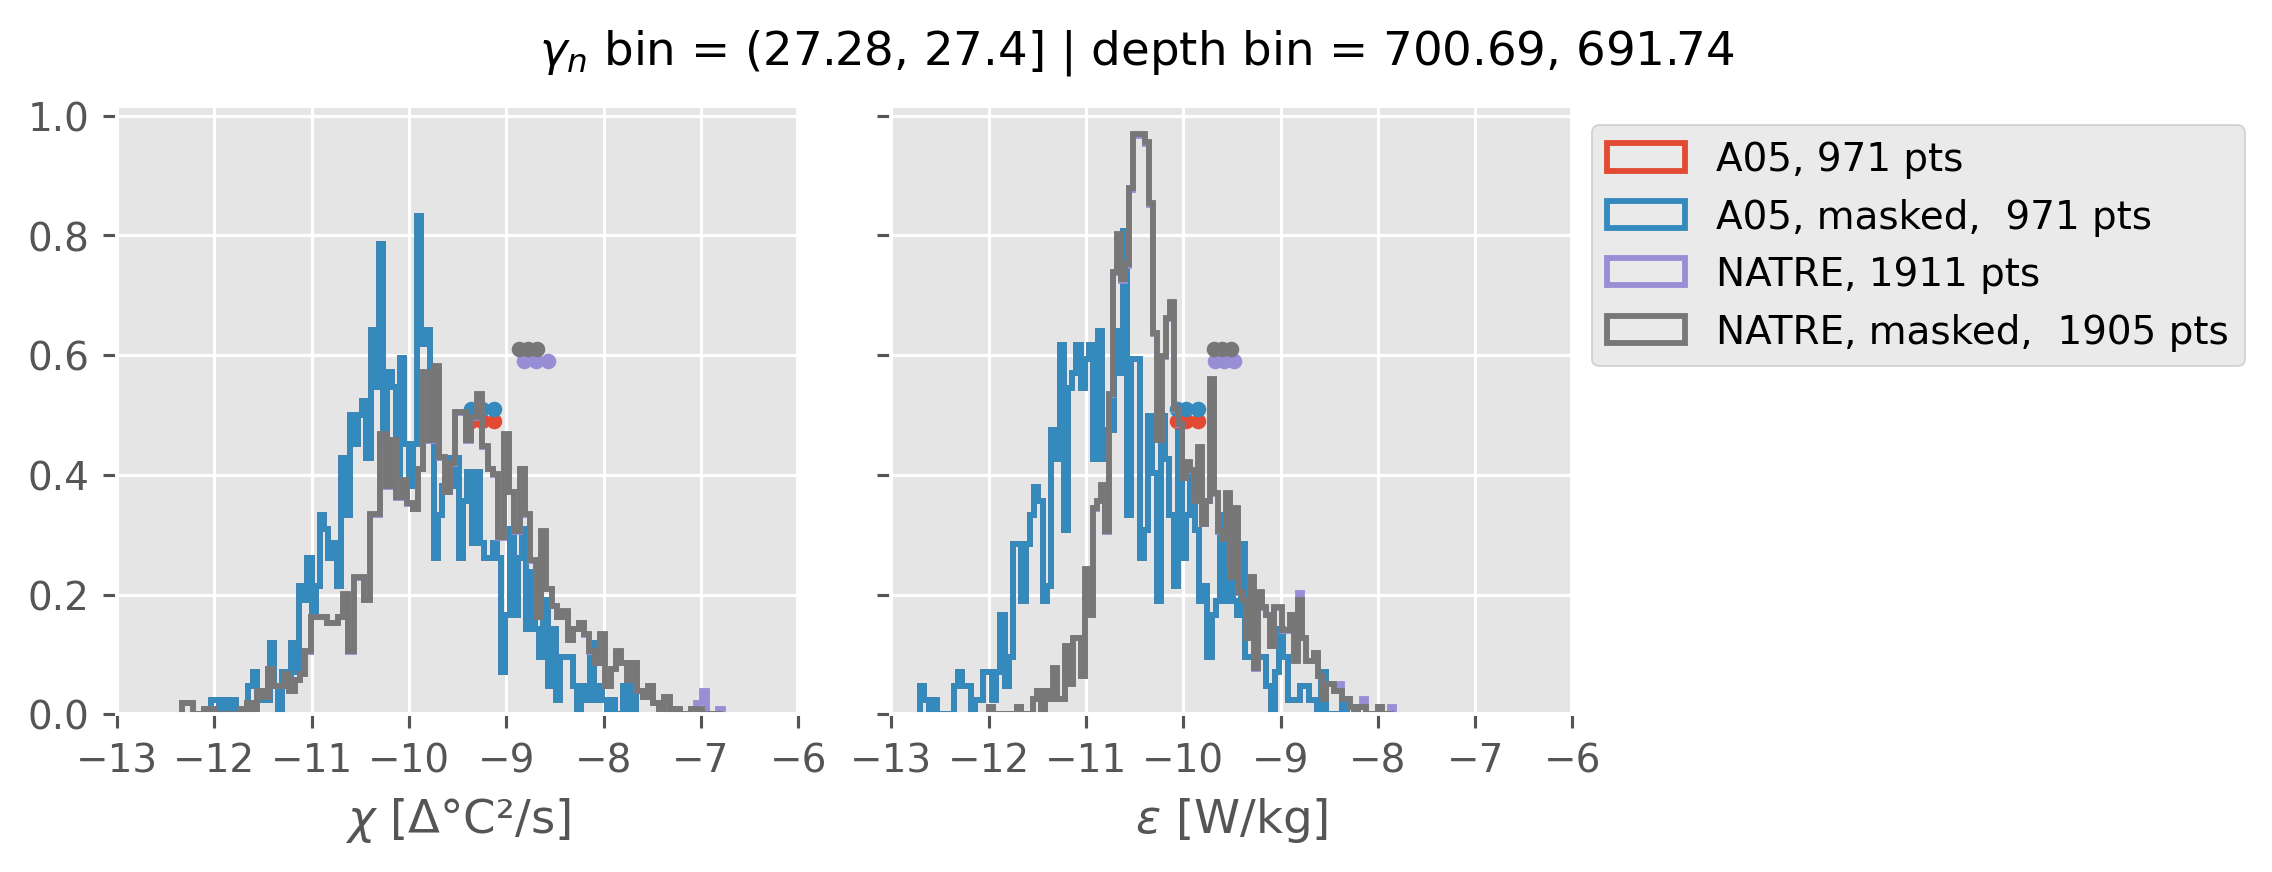 γn bin = (27.28, 27.4] | depth bin = 700.69, 691.74
1.0
0.8
0.6
0.4
0.2
0.0
−13 −12 −11 −10 −9 −8 −7 −6
χ [Δ°C²/s]
−13 −12 −11 −10 −9 −8 −7 −6
ε [W/kg]
A05, 971 pts
A05, masked,  971 pts
NATRE, 1911 pts
NATRE, masked,  1905 pts